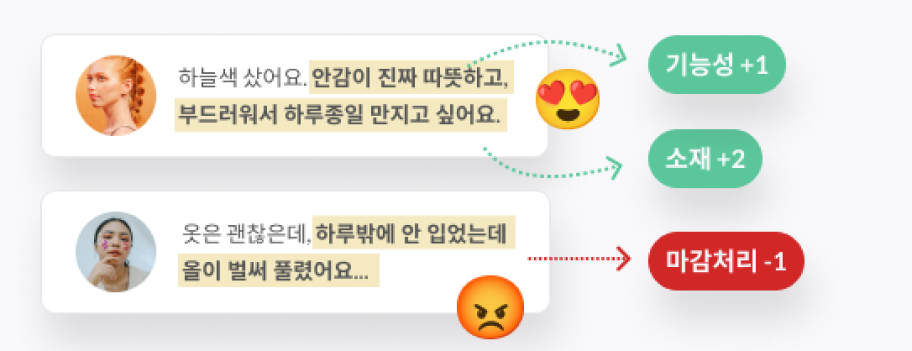 하늘색 샀어요. 안감이 진짜 따뜻하고,
부드러워서 하루종일 만지고 싶어요.
기능성 +1
소재 +2
옷은 괜찮은데, 하루밖에 안 입었는데
올이 벌써 풀렸어요...
마감처리 -1